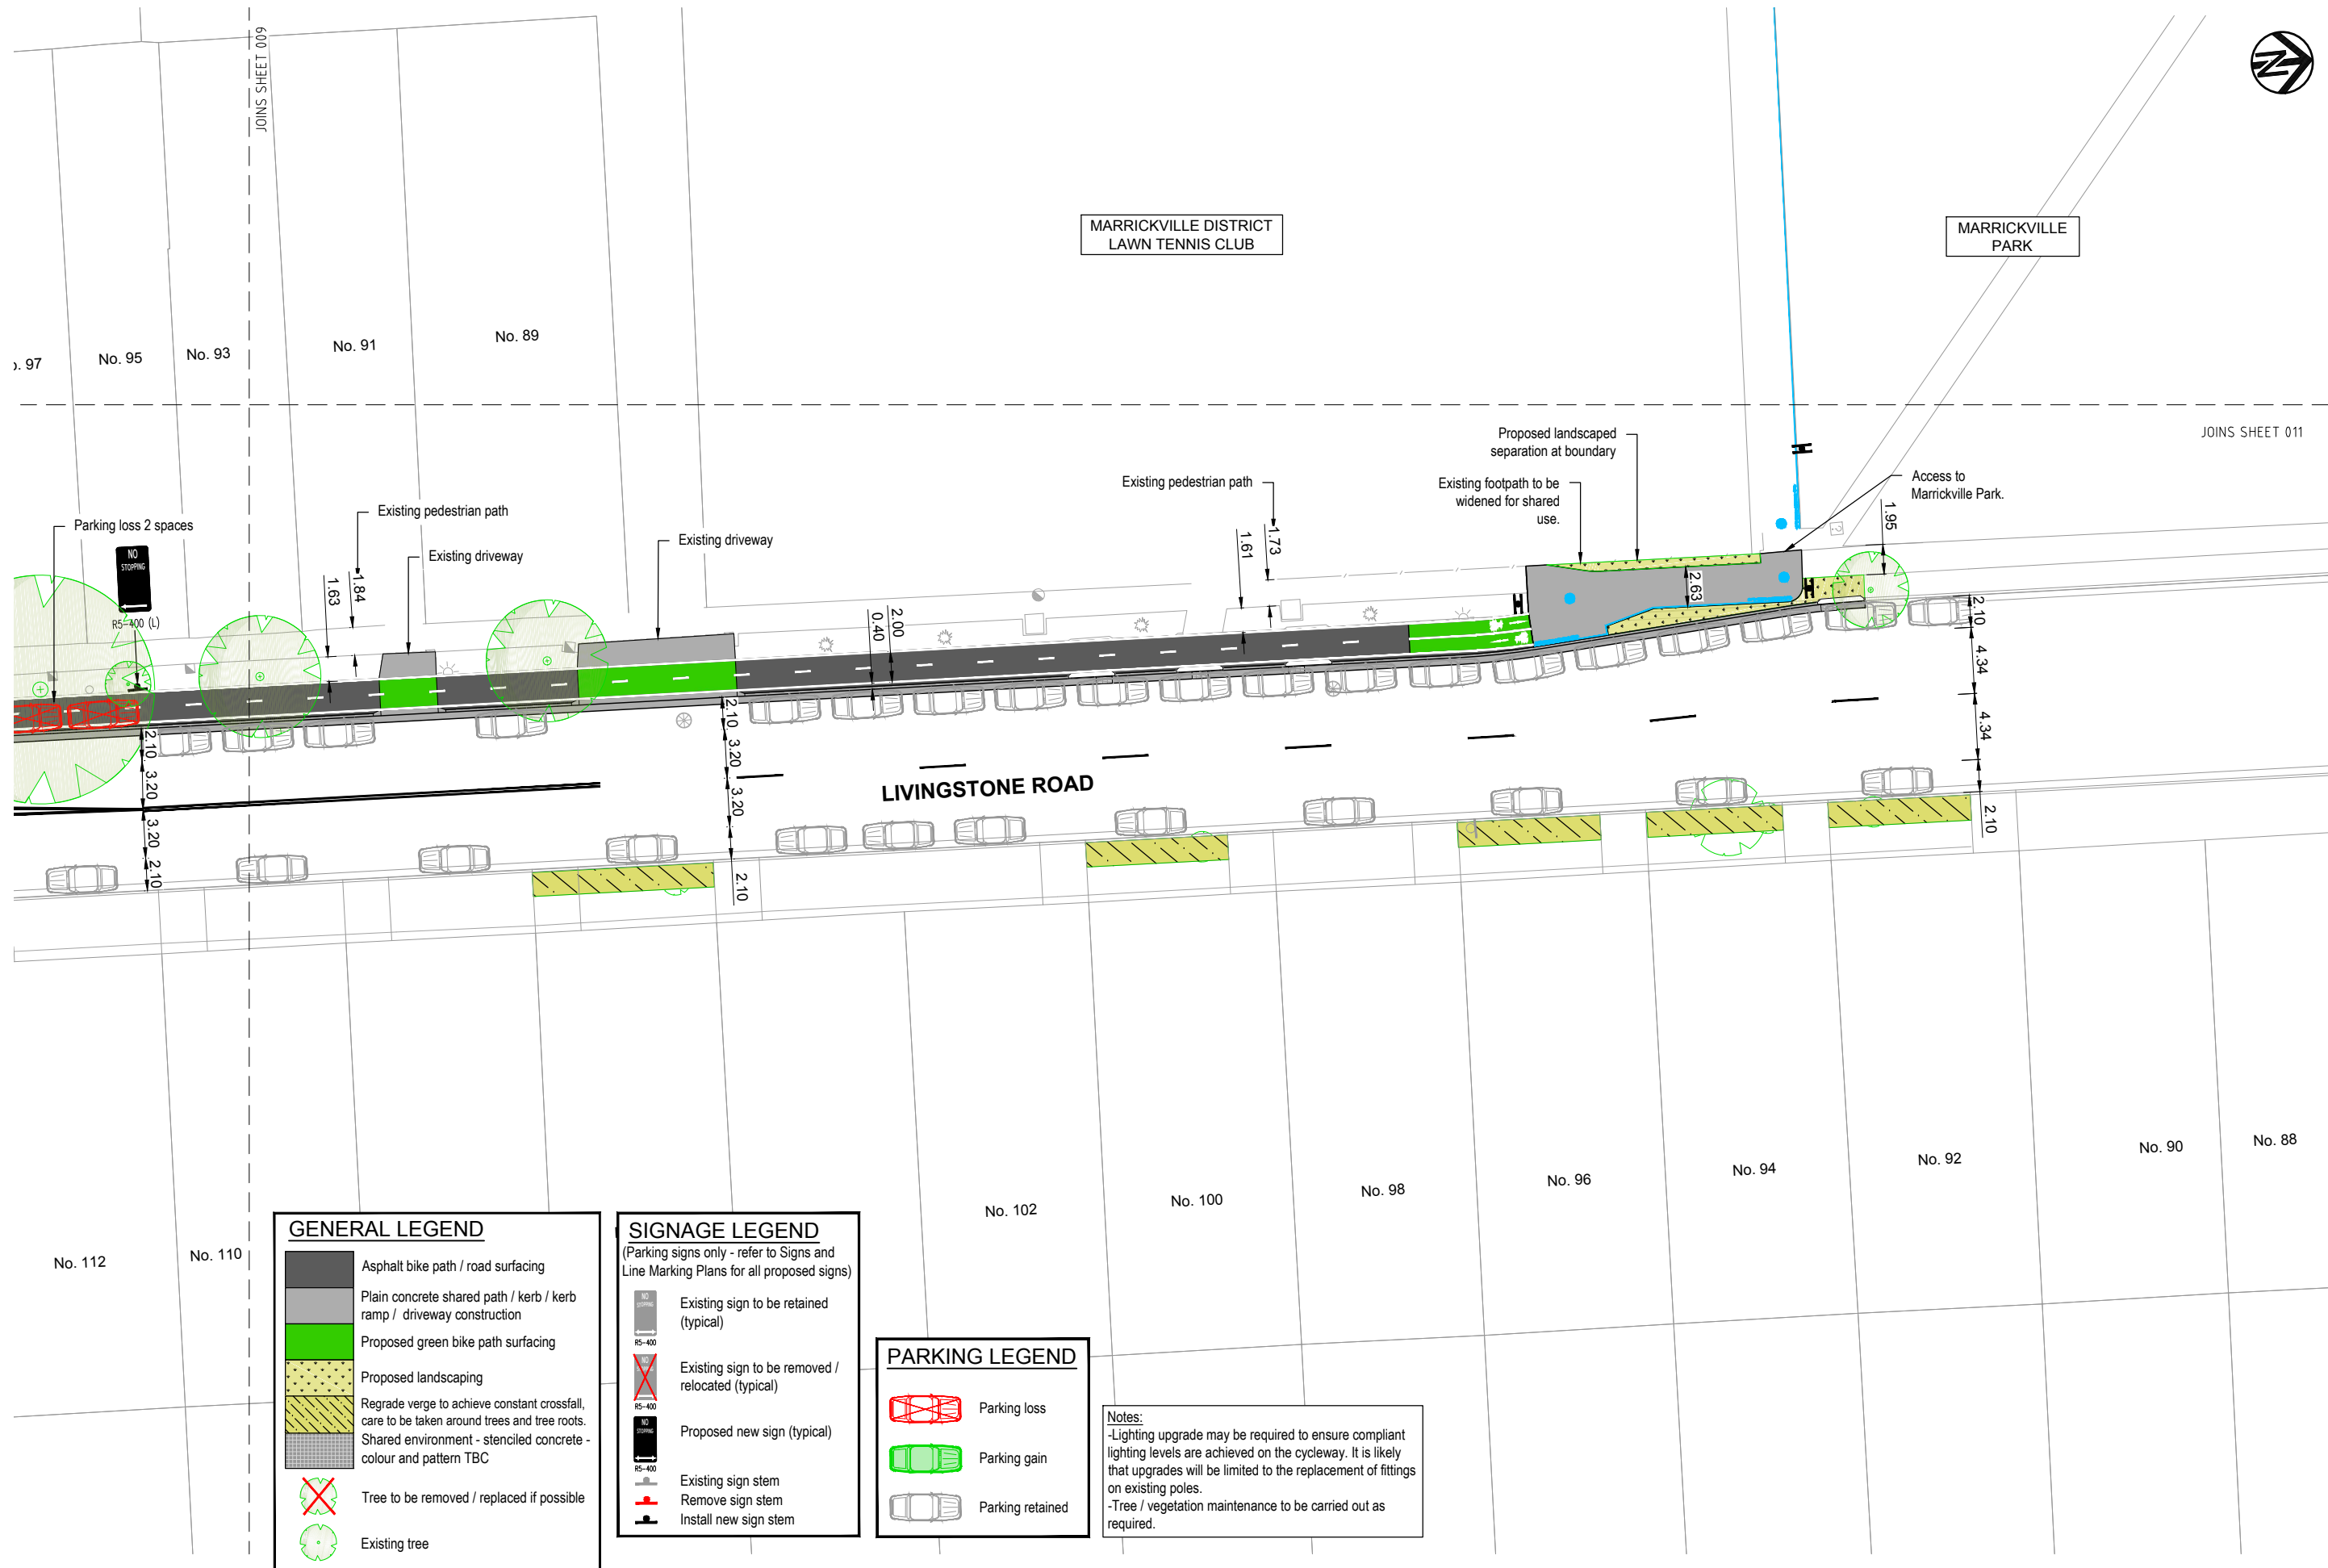 JOINS SHEET 009
N
MARRICKVILLE DISTRICT
LAWN TENNIS CLUB
MARRICKVILLE
PARK
JOINS SHEET 011
No. 95
No. 93
No. 91
No. 89
Parking loss 2 spaces
NO
STOPPING
R5-400 (L)
Existing pedestrian path
Existing driveway
Existing driveway
Existing pedestrian path
Proposed landscaped
separation at boundary
Existing footpath to be
widened for shared
use.
Access to
Marrickville Park.
1.63
1.84
0.40
2.00
1.61
1.73
2.63
1.95
2.10
4.34
4.34
2.10
2.10
3.20
3.20
2.10
2.10
3.20
3.20
2.10
LIVINGSTONE ROAD
No. 112
No. 110
No. 102
No. 100
No. 98
No. 96
No. 94
No. 92
No. 90
No. 88
GENERAL LEGEND
Asphalt bike path / road surfacing
Plain concrete shared path / kerb / kerb
ramp / driveway construction
Proposed green bike path surfacing
Proposed landscaping
Regrade verge to achieve constant crossfall,
care to be taken around trees and tree roots.
Shared environment - stenciled concrete -
colour and pattern TBC
Tree to be removed / replaced if possible
Existing tree
SIGNAGE LEGEND
(Parking signs only - refer to Signs and
Line Marking Plans for all proposed signs)
NO
STOPPING
R5-400
Existing sign to be retained
(typical)
R5-400
Existing sign to be removed /
relocated (typical)
NO
STOPPING
R5-400
Proposed new sign (typical)
Existing sign stem
Remove sign stem
Install new sign stem
PARKING LEGEND
Parking loss
Parking gain
Parking retained
Notes:
-Lighting upgrade may be required to ensure compliant
lighting levels are achieved on the cycleway. It is likely
that upgrades will be limited to the replacement of fittings
on existing poles.
-Tree / vegetation maintenance to be carried out as
required.